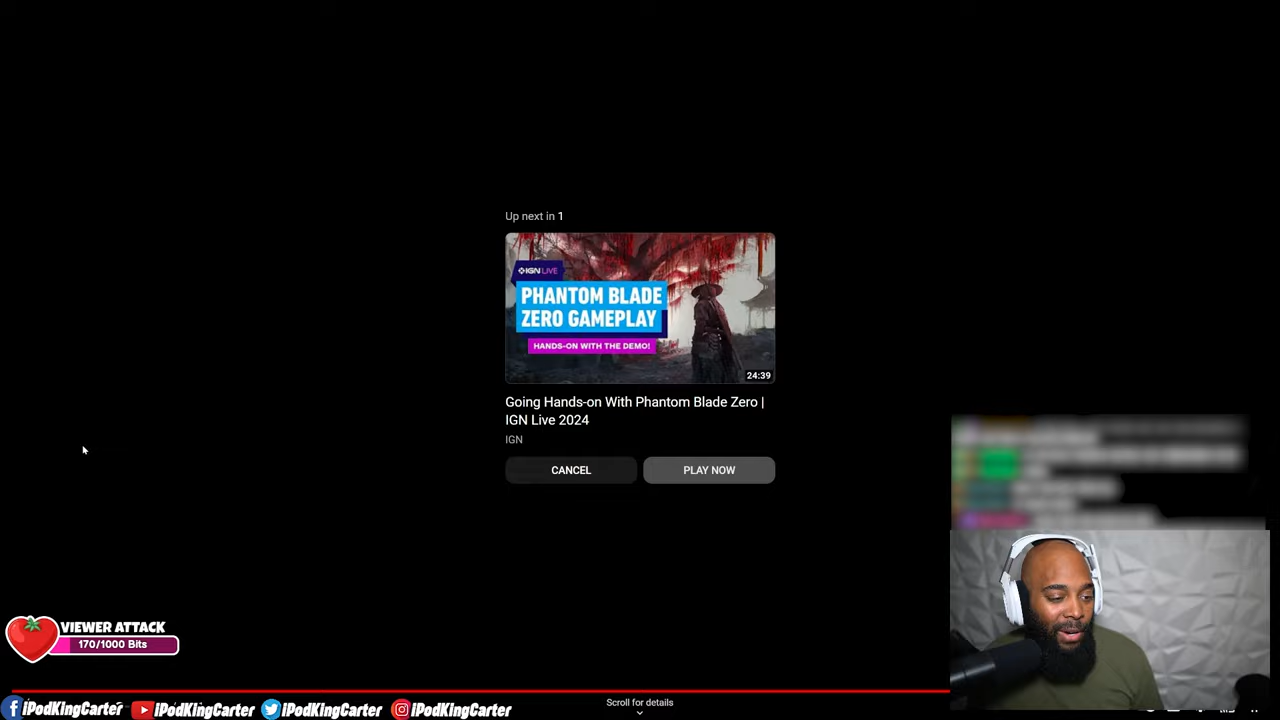 Up next in 1
IGN LIVE
PHANTOM BLADE
ZERO GAMEPLAY
HANDS-ON WITH THE DEMO!
24:39
Going Hands-on With Phantom Blade Zero |
IGN Live 2024
IGN
CANCEL
PLAY NOW
VIEWER ATTACK
170/1000 Bits
Scroll for details
iPodKingCarter
iPodKingCarter
iPodKingCarter
iPodKingCarter